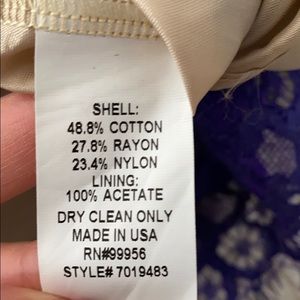 SHELL:
48.8% COTTON
27.8% RAYON
23.4% NYLON
LINING:
100% ACETATE
DRY CLEAN ONLY
MADE IN USA
RN#99956
STYLE# 7019483